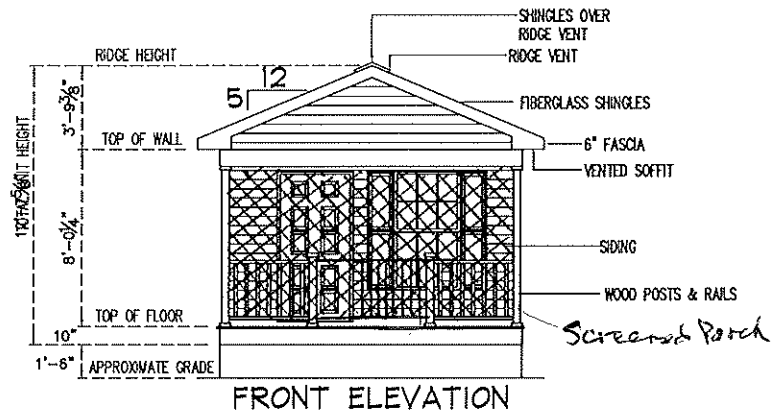 SHINGLES OVER
RIDGE VENT
RIDGE HEIGHT
RIDGE VENT
12
5
3'-9⅜"
FIBERGLASS SHINGLES
TOP OF WALL
6" FASCIA
VENTED SOFFIT
HEIGHT
8'-0¼"
SIDING
WOOD POSTS & RAILS
TOP OF FLOOR
10"
Screened Porch
1'-6"
APPROXIMATE GRADE
FRONT ELEVATION